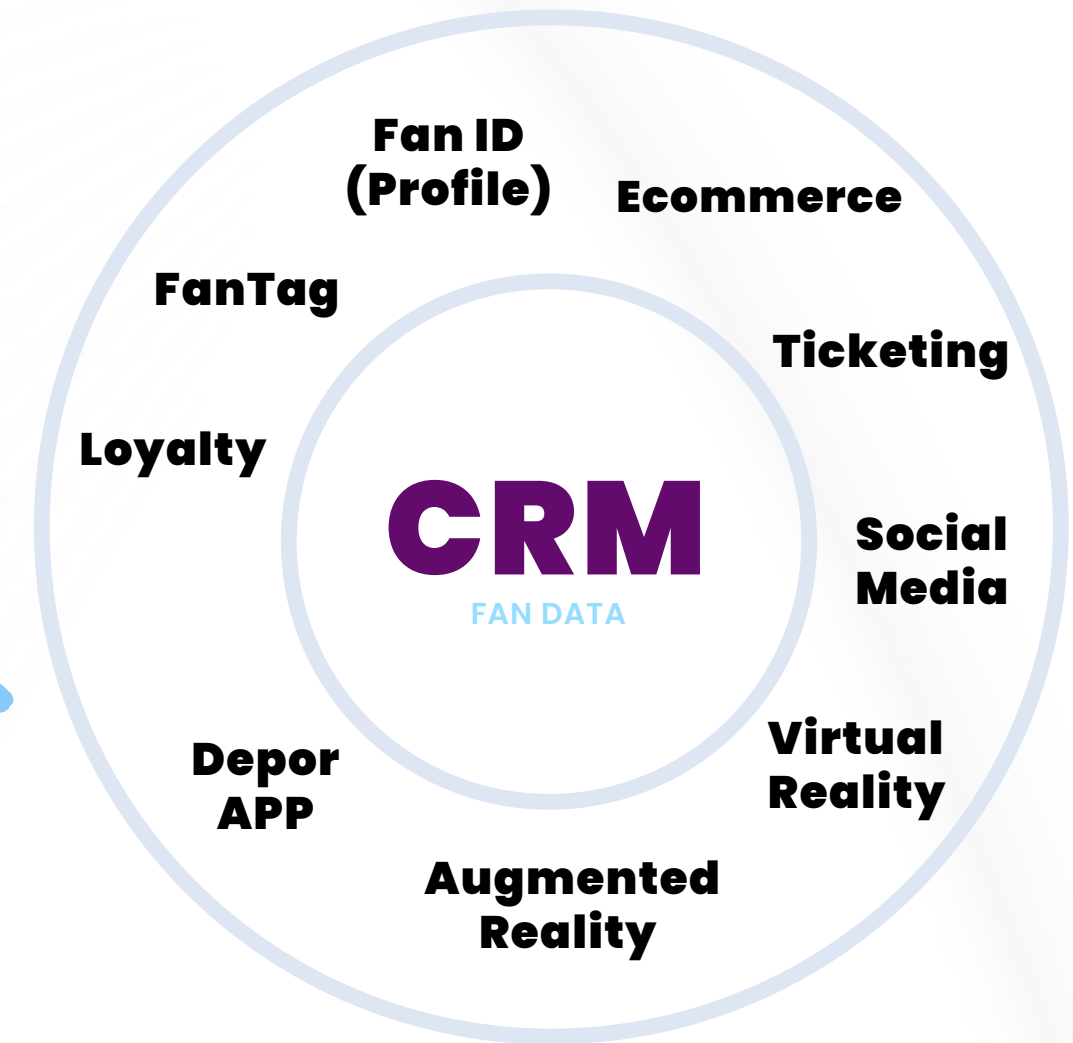 Fan ID
(Profile)
Ecommerce
FanTag
Ticketing
Loyalty
CRM
FAN DATA
Social
Media
Virtual
Reality
Depor
APP
Augmented
Reality